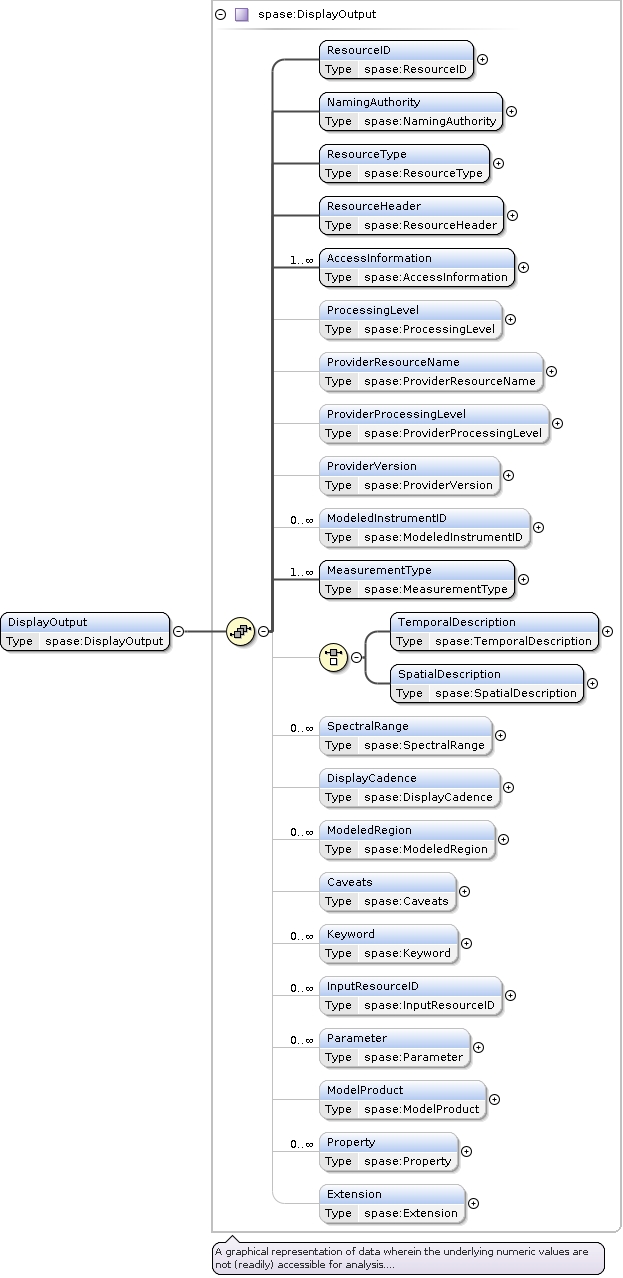 spase:DisplayOutput
ResourceID
Type spase:ResourceID
NamingAuthority
Type spase:NamingAuthority
ResourceType
Type spase:ResourceType
ResourceHeader
Type spase:ResourceHeader
1..∞
AccessInformation
Type spase:AccessInformation
ProcessingLevel
Type spase:ProcessingLevel
ProviderResourceName
Type spase:ProviderResourceName
ProviderProcessingLevel
Type spase:ProviderProcessingLevel
ProviderVersion
Type spase:ProviderVersion
0..∞
ModeledInstrumentID
Type spase:ModeledInstrumentID
1..∞
MeasurementType
Type spase:MeasurementType
DisplayOutput
Type spase:DisplayOutput
TemporalDescription
Type spase:TemporalDescription
SpatialDescription
Type spase:SpatialDescription
0..∞
SpectralRange
Type spase:SpectralRange
DisplayCadence
Type spase:DisplayCadence
0..∞
ModeledRegion
Type spase:ModeledRegion
Caveats
Type spase:Caveats
0..∞
Keyword
Type spase:Keyword
0..∞
InputResourceID
Type spase:InputResourceID
0..∞
Parameter
Type spase:Parameter
ModelProduct
Type spase:ModelProduct
0..∞
Property
Type spase:Property
Extension
Type spase:Extension
A graphical representation of data wherein the underlying numeric values are
not (readily) accessible for analysis....